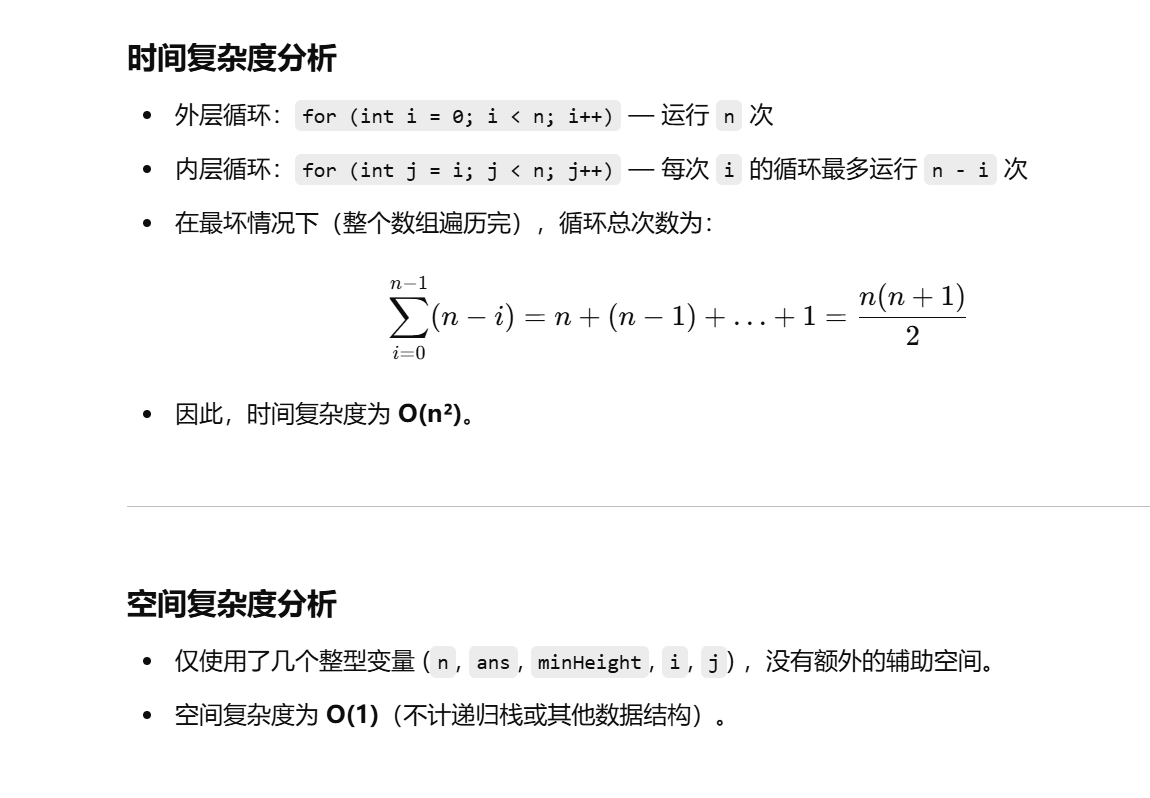 时间复杂度分析
• 外层循环：for (int i = 0; i < n; i++) — 运行 n 次
• 内层循环：for (int j = i; j < n; j++) — 每次 i 的循环最多运行 n - i 次
• 在最坏情况下（整个数组遍历完），循环总次数为：
\sum_{i=0}^{n-1}(n-i)=n+(n-1)+\ldots+1=\frac{n(n+1)}{2}
• 因此，时间复杂度为 O(n²)。
空间复杂度分析
• 仅使用了几个整型变量 (n, ans, minHeight, i, j)，没有额外的辅助空间。
• 空间复杂度为 O(1)（不计递归栈或其他数据结构）。